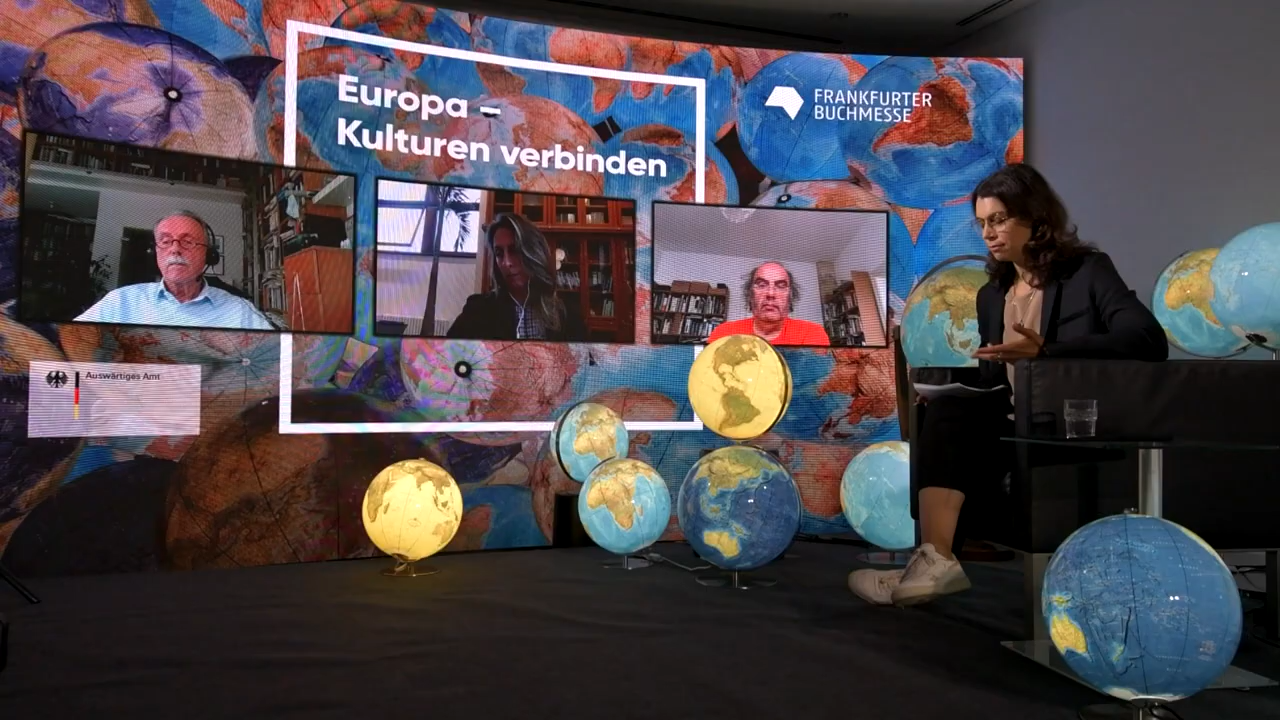 Europa –
Kulturen verbinden
FRANKFURTER
BUCHMESSE
Auswärtiges Amt